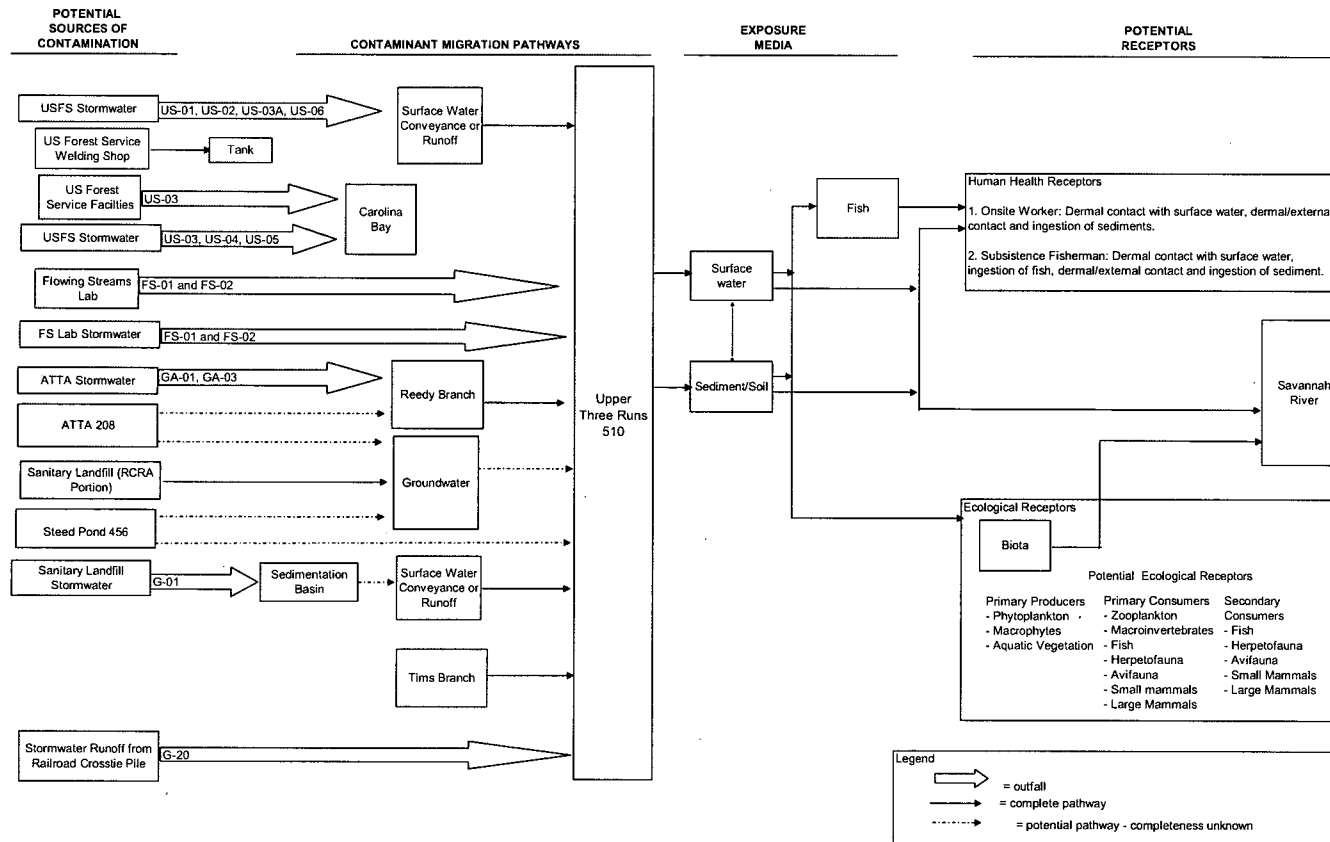 POTENTIAL
SOURCES OF
CONTAMINATION
CONTAMINANT MIGRATION PATHWAYS
EXPOSURE
MEDIA
POTENTIAL
RECEPTORS
USFS Stormwater
US-01, US-02, US-03A, US-06
Surface Water
Conveyance or
Runoff
US Forest Service
Welding Shop
Tank
US Forest
Service Facilties
US-03
Carolina
Bay
USFS Stormwater
US-03, US-04, US-05
Flowing Streams
Lab
FS-01 and FS-02
FS Lab Stormwater
FS-01 and FS-02
ATTA Stormwater
GA-01, GA-03
Reedy Branch
ATTA 208
Sanitary Landfill (RCRA
Portion)
Groundwater
Steed Pond 456
Sanitary Landfill
Stormwater
G-01
Sedimentation
Basin
Surface Water
Conveyance or
Runoff
Tims Branch
Stormwater Runoff from
Railroad Crosstie Pile
G-20
Upper
Three Runs
510
Fish
Surface
water
Sediment/Soil
Human Health Receptors
1. Onsite Worker: Dermal contact with surface water, dermal/externa
contact and ingestion of sediments.
2. Subsistence Fisherman: Dermal contact with surface water,
ingestion of fish, dermal/external contact and ingestion of sediment.
Savannah
River
Ecological Receptors
Biota
Potential Ecological Receptors
Primary Producers
- Phytoplankton
- Macrophytes
- Aquatic Vegetation
Primary Consumers
- Zooplankton
- Macroinvertebrates
- Fish
- Herpetofauna
- Avifauna
- Small mammals
- Large Mammals
Secondary
Consumers
- Fish
- Herpetofauna
- Avifauna
- Small Mammals
- Large Mammals
Legend
= outfall
= complete pathway
= potential pathway - completeness unknown